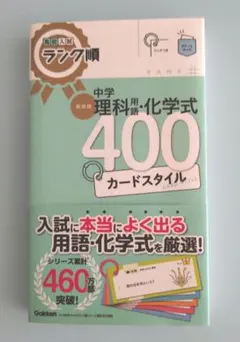 高校入試
ランク順
中学
新装版
理科用語・化学式
400
カードスタイル
入試に本当によく出る
用語・化学式を厳選!
シリーズ累計
460万部
突破!
Gakken